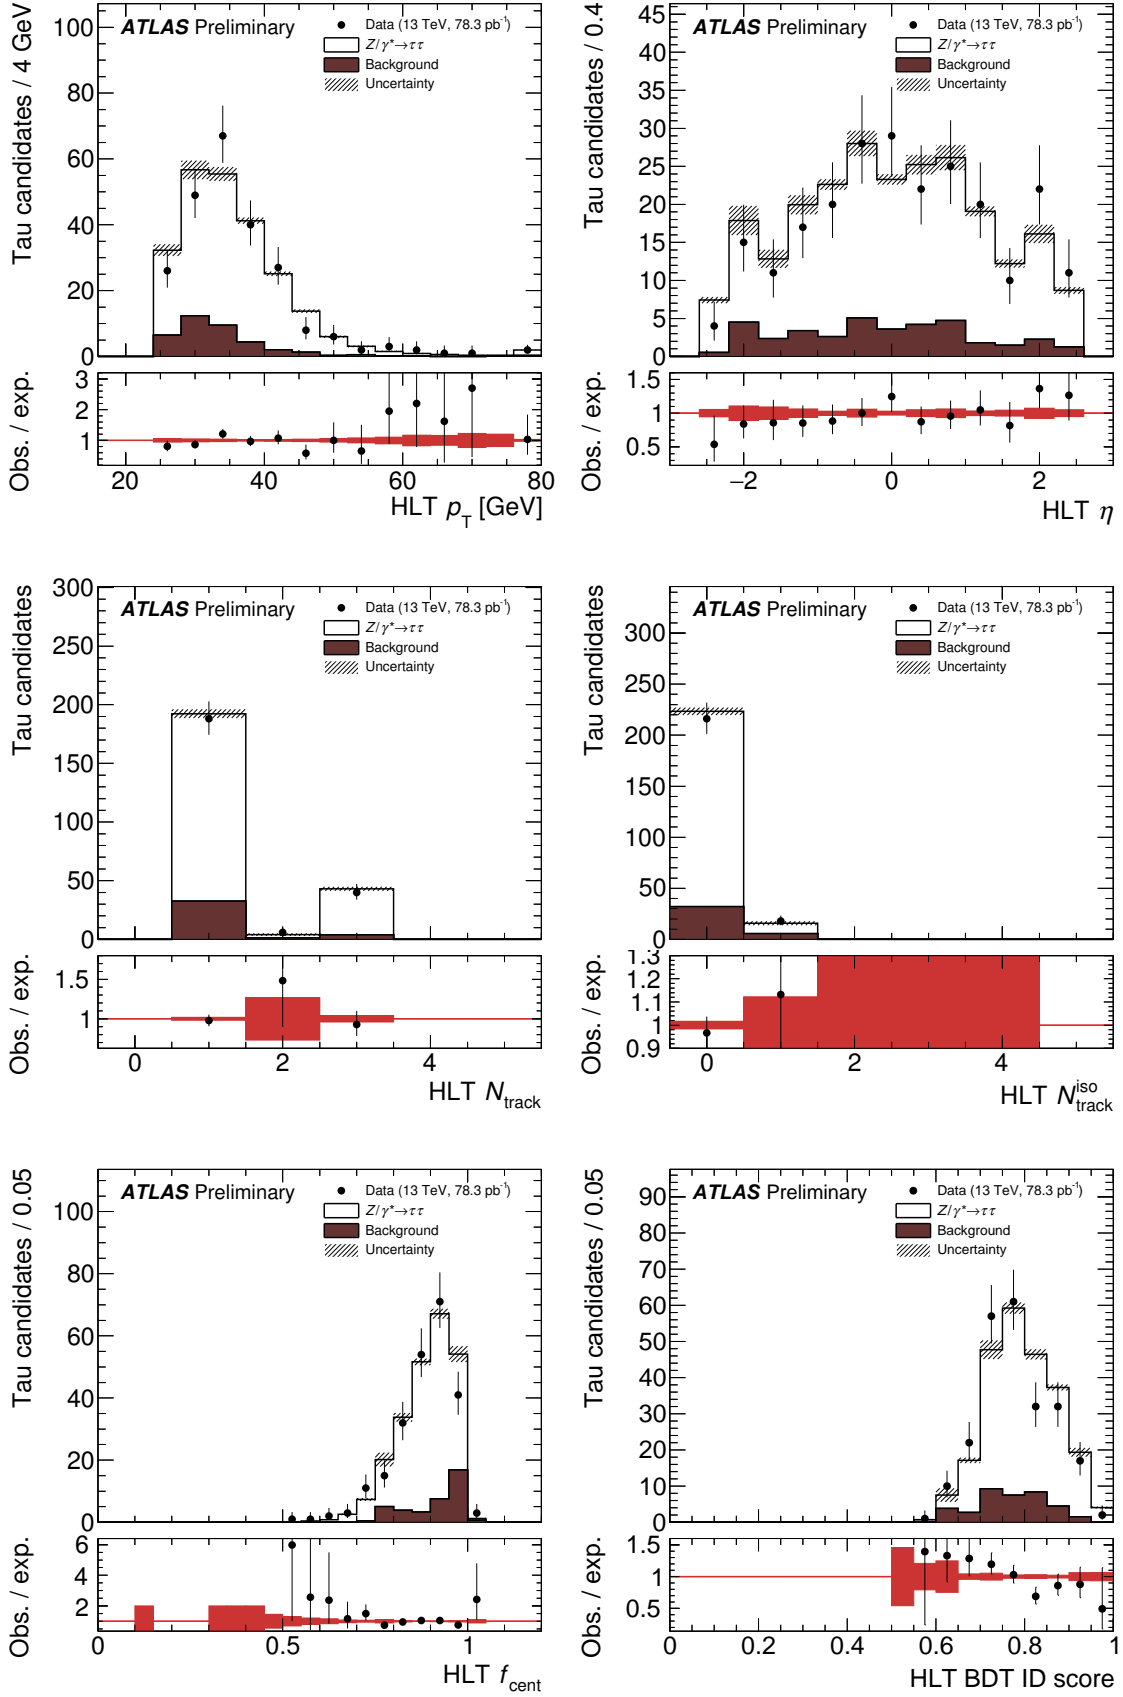 Tau candidates / 4 GeV
ATLAS Preliminary
Data (13 TeV, 78.3 pb⁻¹)
Z/γ*→ττ
Background
Uncertainty
100
80
60
40
20
0
Obs. / exp.
3
2
1
20 40 60 80
HLT p_T [GeV]
Tau candidates / 0.4
ATLAS Preliminary
Data (13 TeV, 78.3 pb⁻¹)
Z/γ*→ττ
Background
Uncertainty
45
40
35
30
25
20
15
10
5
0
Obs. / exp.
1.5
1
0.5
−2 0 2
HLT η
Tau candidates
ATLAS Preliminary
Data (13 TeV, 78.3 pb⁻¹)
Z/γ*→ττ
Background
Uncertainty
300
250
200
150
100
50
0
Obs. / exp.
1.5
1
0 2 4
HLT N_track
Tau candidates
ATLAS Preliminary
Data (13 TeV, 78.3 pb⁻¹)
Z/γ*→ττ
Background
Uncertainty
300
250
200
150
100
50
0
Obs. / exp.
1.3
1.2
1.1
1
0.9
0 2 4
HLT N_track^iso
Tau candidates / 0.05
ATLAS Preliminary
Data (13 TeV, 78.3 pb⁻¹)
Z/γ*→ττ
Background
Uncertainty
100
80
60
40
20
0
Obs. / exp.
6
4
2
0 0.5 1
HLT f_cent
Tau candidates / 0.05
ATLAS Preliminary
Data (13 TeV, 78.3 pb⁻¹)
Z/γ*→ττ
Background
Uncertainty
90
80
70
60
50
40
30
20
10
0
Obs. / exp.
1.5
1
0.5
0 0.2 0.4 0.6 0.8 1
HLT BDT ID score